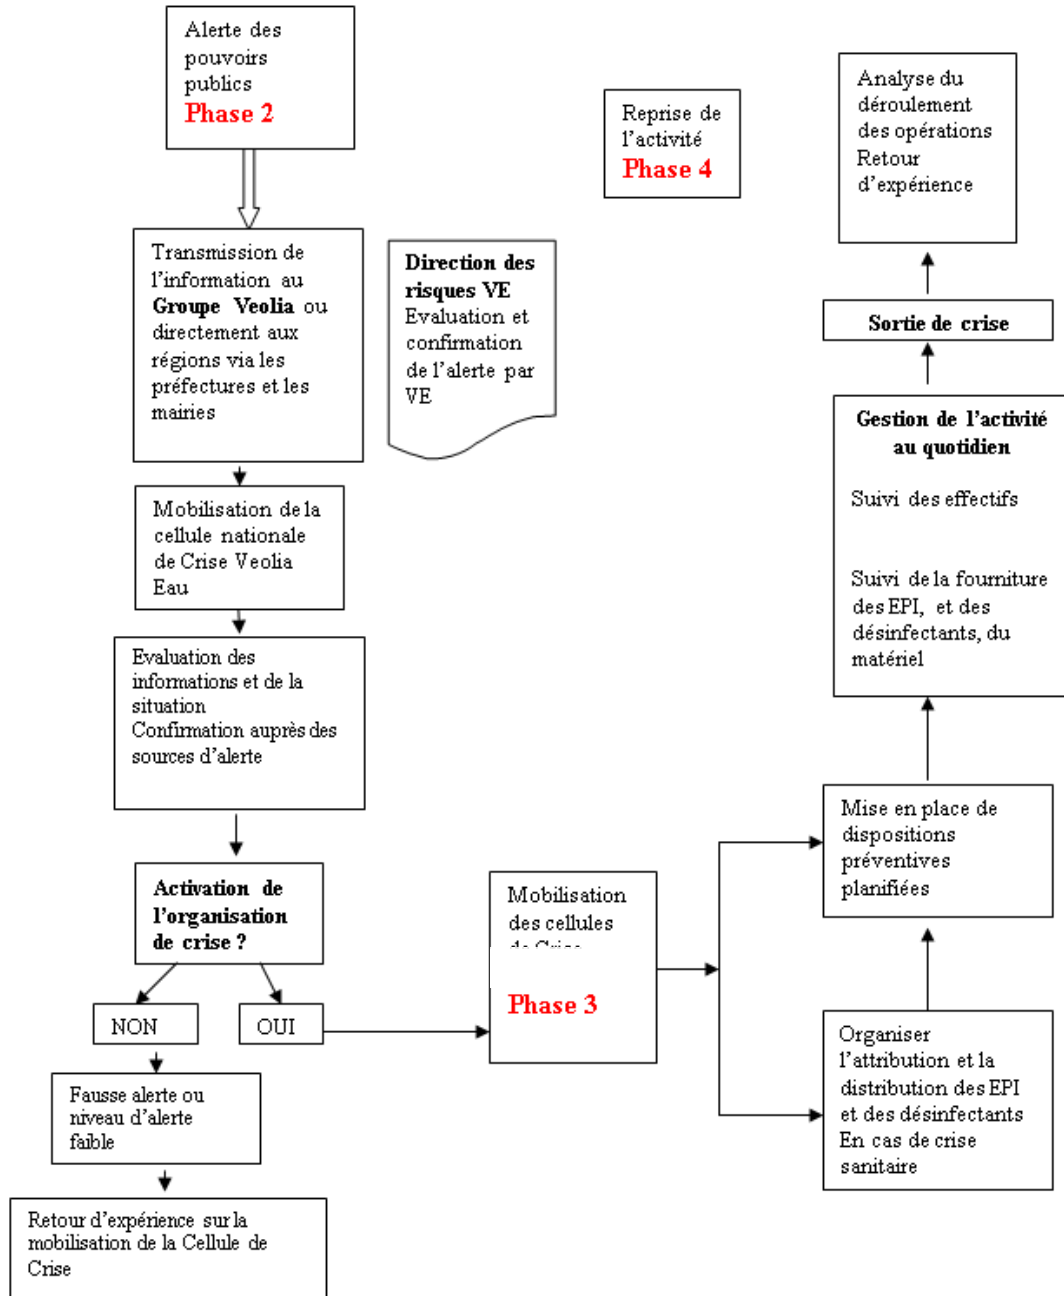 Alerte des
pouvoirs
publics
Phase 2
Transmission de
l'information au
Groupe Veolia ou
directement aux
régions via les
préfectures et les
mairies
Direction des
risques VE
Evaluation et
confirmation
de l'alerte par
VE
Mobilisation de la
cellule nationale
de Crise Veolia
Eau
Evaluation des
informations et de la
situation
Confirmation auprès des
sources d'alerte
Activation de
l'organisation
de crise ?
NON
OUI
Fausse alerte ou
niveau d'alerte
faible
Retour d'expérience sur la
mobilisation de la Cellule de
Crise
Mobilisation
des cellules
de Crise
Phase 3
Reprise de
l'activité
Phase 4
Analyse du
déroulement
des opérations
Retour
d'expérience
Sortie de crise
Gestion de l'activité
au quotidien
Suivi des effectifs
Suivi de la fourniture
des EPI, et des
désinfectants, du
matériel
Mise en place de
dispositions
préventives
planifiées
Organiser
l'attribution et la
distribution des EPI
et des désinfectants
En cas de crise
sanitaire